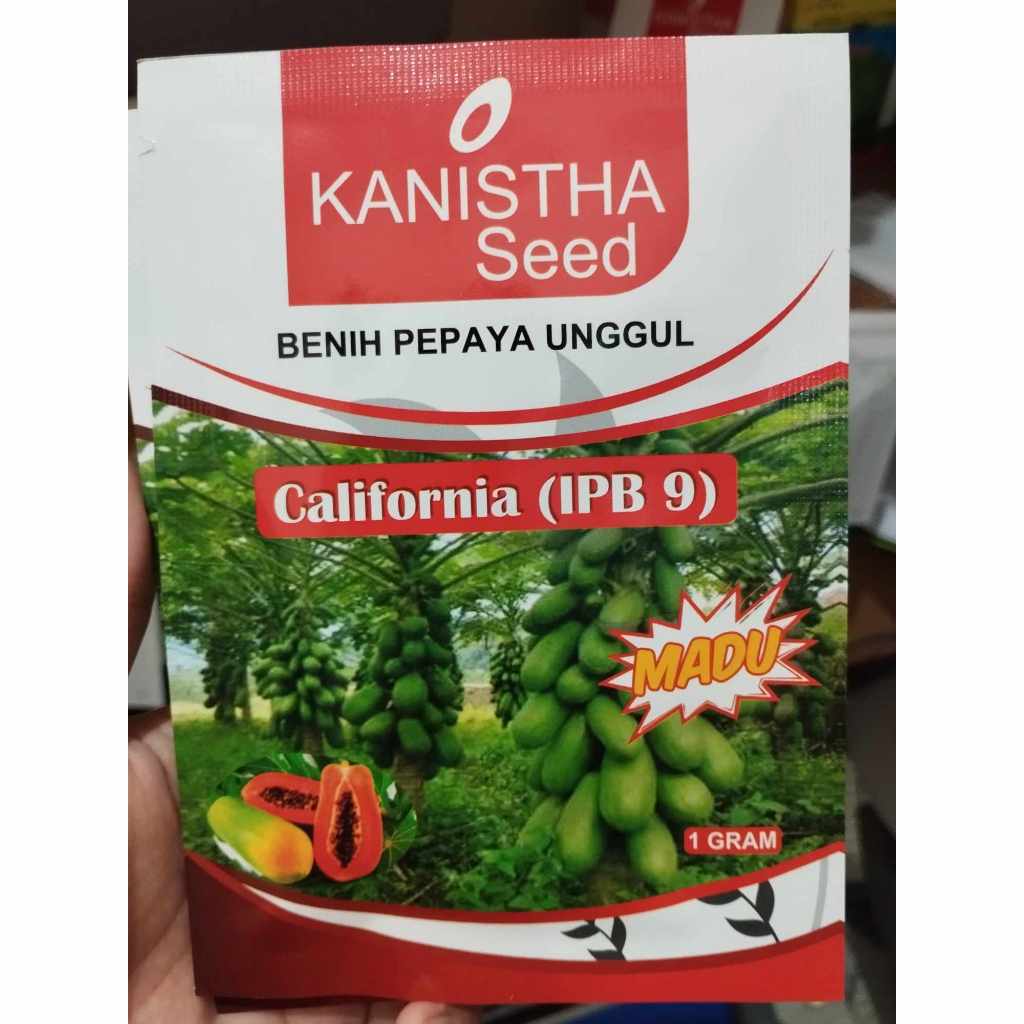 KANISTHA
Seed
BENIH PEPAYA UNGGUL
California (IPB 9)
MADU
1 GRAM